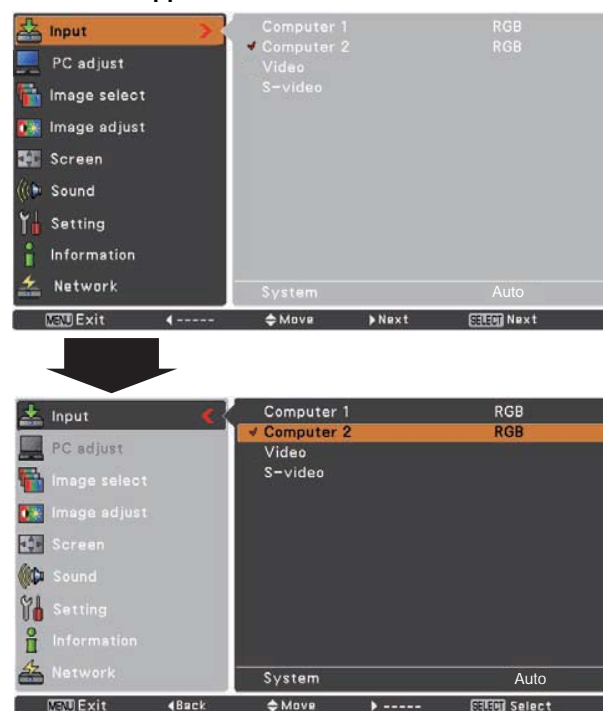 Input Computer 1 RGB
Computer 2 RGB
PC adjust Video
Image select S-video
Image adjust
Screen
Sound
Setting
Information
Network System Auto
MENU Exit ----- Move Next SELECT Next
Input Computer 1 RGB
Computer 2 RGB
PC adjust Video
Image select S-video
Image adjust
Screen
Sound
Setting
Information
Network System Auto
MENU Exit Back Move ----- SELECT Select